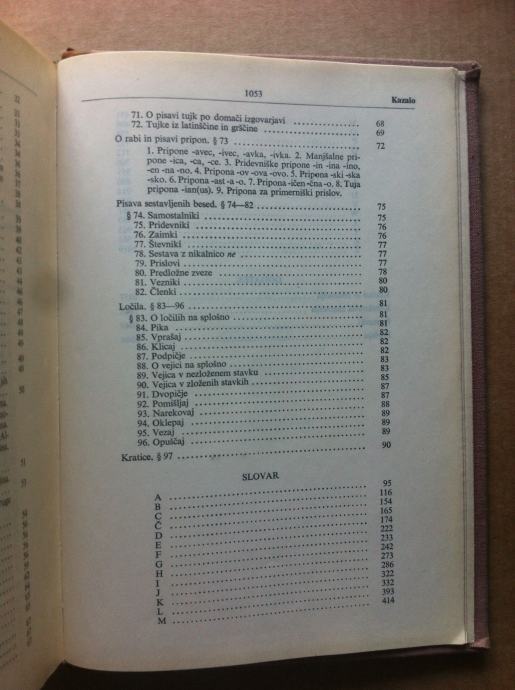 1053
Kazalo
71. O pisavi tujk po domači izgovarjavi 68
72. Tujke iz latinščine in grščine 69
O rabi in pisavi pripon. § 73 72
1. Pripone -avec, -ivec, -avka, -ivka. 2. Manjšalne pri-
pone -ica, -ca, -ce. 3. Pridevniške pripone -in -ina -ino,
-en -na -no. 4. Pripona -ov -ova -ovo. 5. Pripona -ski -ska
-sko. 6. Pripona -ast -a -o. 7. Pripona -ičen -čna -o. 8. Tuja
pripona -ian(us). 9. Pripona za primerniški prislov.
Pisava sestavljenih besed. § 74—82 75
§ 74. Samostalniki 75
75. Pridevniki 76
76. Zaimki 76
77. Števniki 77
78. Sestava z nikalnico ne 77
79. Prislovi 77
80. Predložne zveze 78
81. Vezniki 80
82. Členki 80
Ločila. § 83—96 81
§ 83. O ločilih na splošno 81
84. Pika 81
85. Vprašaj 82
86. Klicaj 82
87. Podpičje 82
88. O vejici na splošno 83
89. Vejica v nezloženem stavku 83
90. Vejica v zloženih stavkih 85
91. Dvopičje 87
92. Pomišljaj 87
93. Narekovaj 88
94. Oklepaj 89
95. Vezaj 89
96. Opuščaj 89
Kratice. § 97 90
SLOVAR
A 95
B 116
C 154
Č 165
D 174
E 222
F 233
G 242
H 273
I 286
J 322
K 332
L 393
M 414